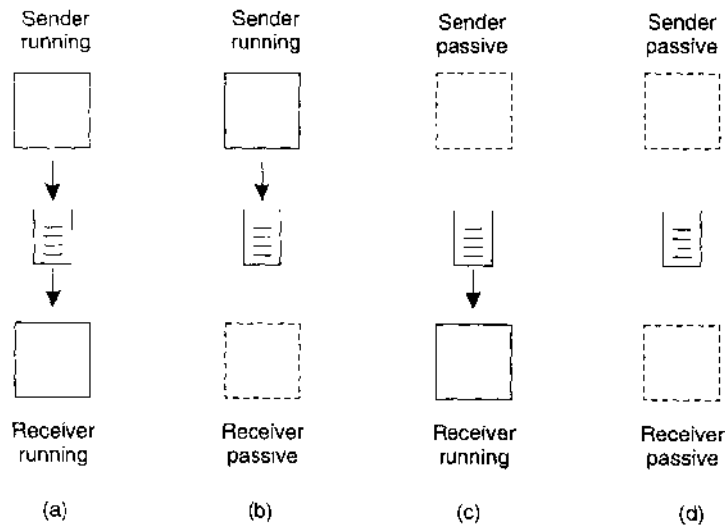 Sender
running
Sender
running
Sender
passive
Sender
passive
Receiver
running
Receiver
passive
Receiver
running
Receiver
passive
(a)
(b)
(c)
(d)